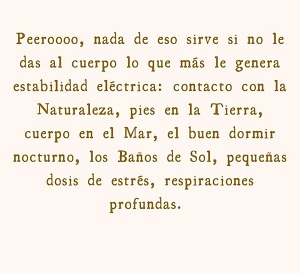 Peeroooo, nada de eso sirve si no le
das al cuerpo lo que más le genera
estabilidad eléctrica: contacto con la
Naturaleza, pies en la Tierra,
cuerpo en el Mar, el buen dormir
nocturno, los Baños de Sol, pequeñas
dosis de estrés, respiraciones
profundas.